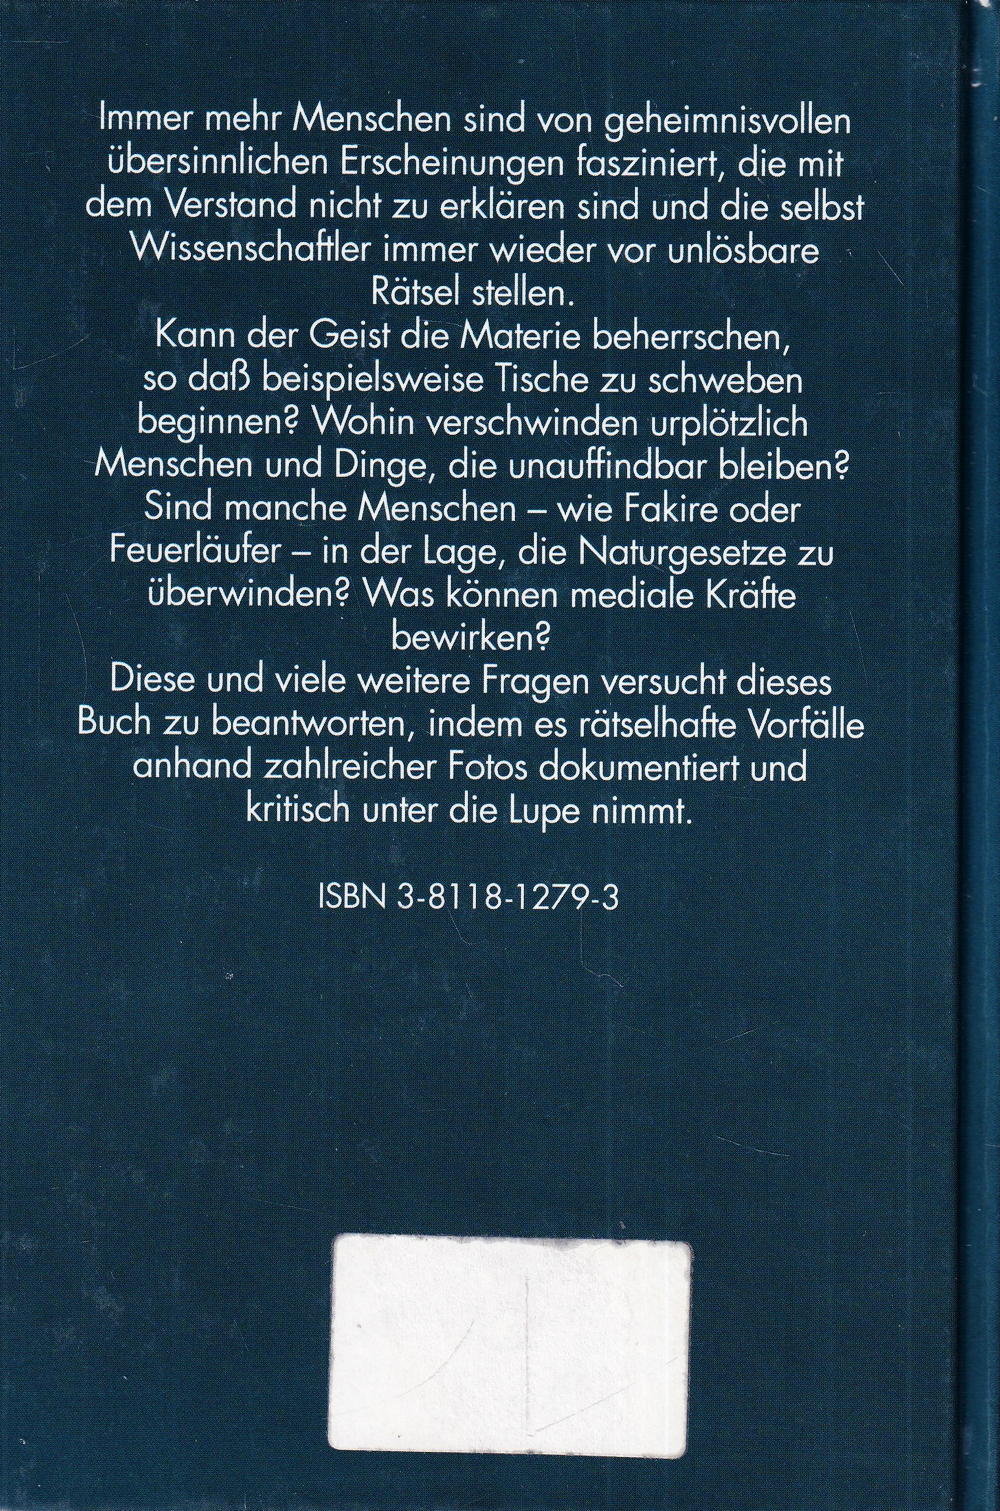 Immer mehr Menschen sind von geheimnisvollen
übersinnlichen Erscheinungen fasziniert, die mit
dem Verstand nicht zu erklären sind und die selbst
Wissenschaftler immer wieder vor unlösbare
Rätsel stellen.
Kann der Geist die Materie beherrschen,
so daß beispielsweise Tische zu schweben
beginnen? Wohin verschwinden urplötzlich
Menschen und Dinge, die unauffindbar bleiben?
Sind manche Menschen – wie Fakire oder
Feuerläufer – in der Lage, die Naturgesetze zu
überwinden? Was können mediale Kräfte
bewirken?
Diese und viele weitere Fragen versucht dieses
Buch zu beantworten, indem es rätselhafte Vorfälle
anhand zahlreicher Fotos dokumentiert und
kritisch unter die Lupe nimmt.
ISBN 3-8118-1279-3